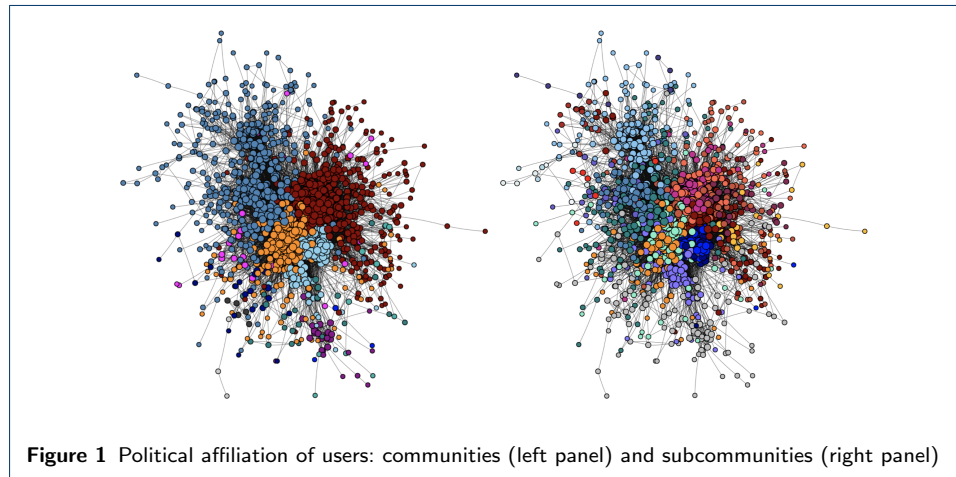 Figure 1 Political affiliation of users: communities (left panel) and subcommunities (right panel)